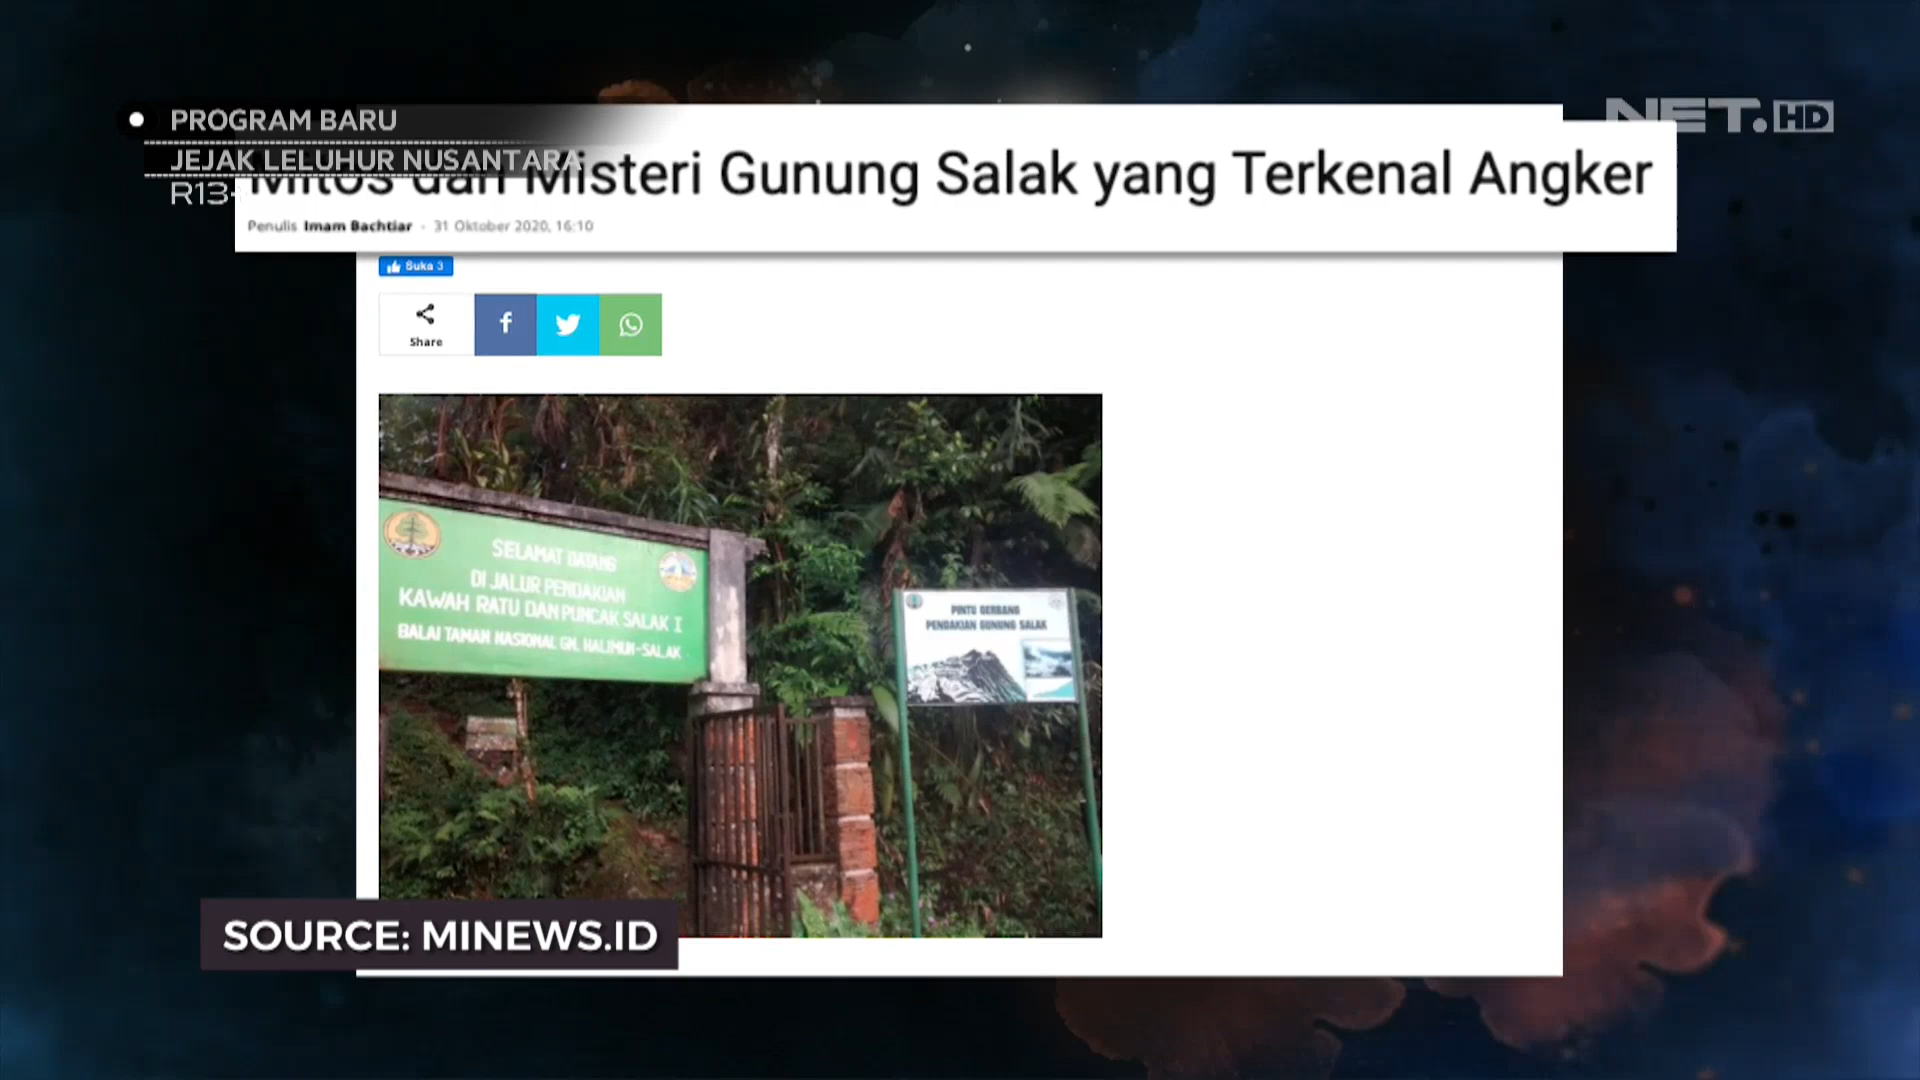 PROGRAM BARU
JEJAK LELUHUR NUSANTARA
R13+
NET.HD
Mitos dan Misteri Gunung Salak yang Terkenal Angker
Penulis Imam Bachtiar - 31 Oktober 2020, 16:10
Suka 3
Share
SELAMAT DATANG
DI JALUR PENDAKIAN
KAWAH RATU DAN PUNCAK SALAK I
BALAI TAMAN NASIONAL GN. HALIMUN-SALAK
PINTU GERBANG
PENDAKIAN GUNUNG SALAK
SOURCE: MINEWS.ID